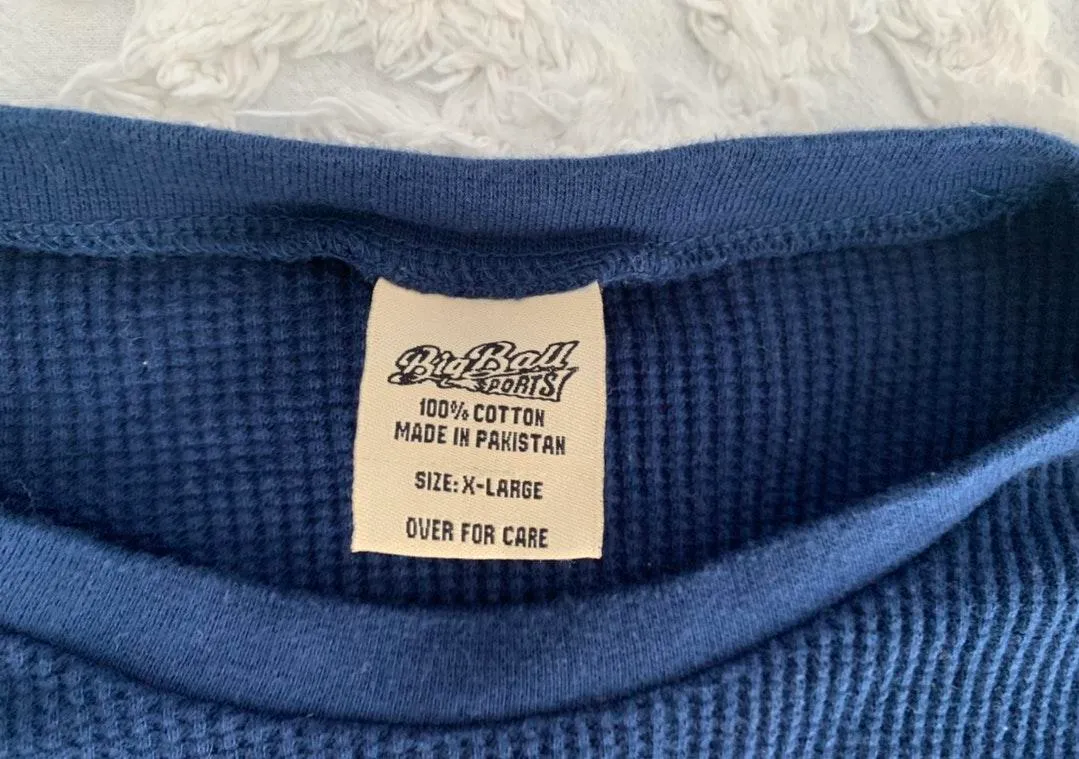 Big Ball
SPORTS
100% COTTON
MADE IN PAKISTAN
SIZE: X-LARGE
OVER FOR CARE